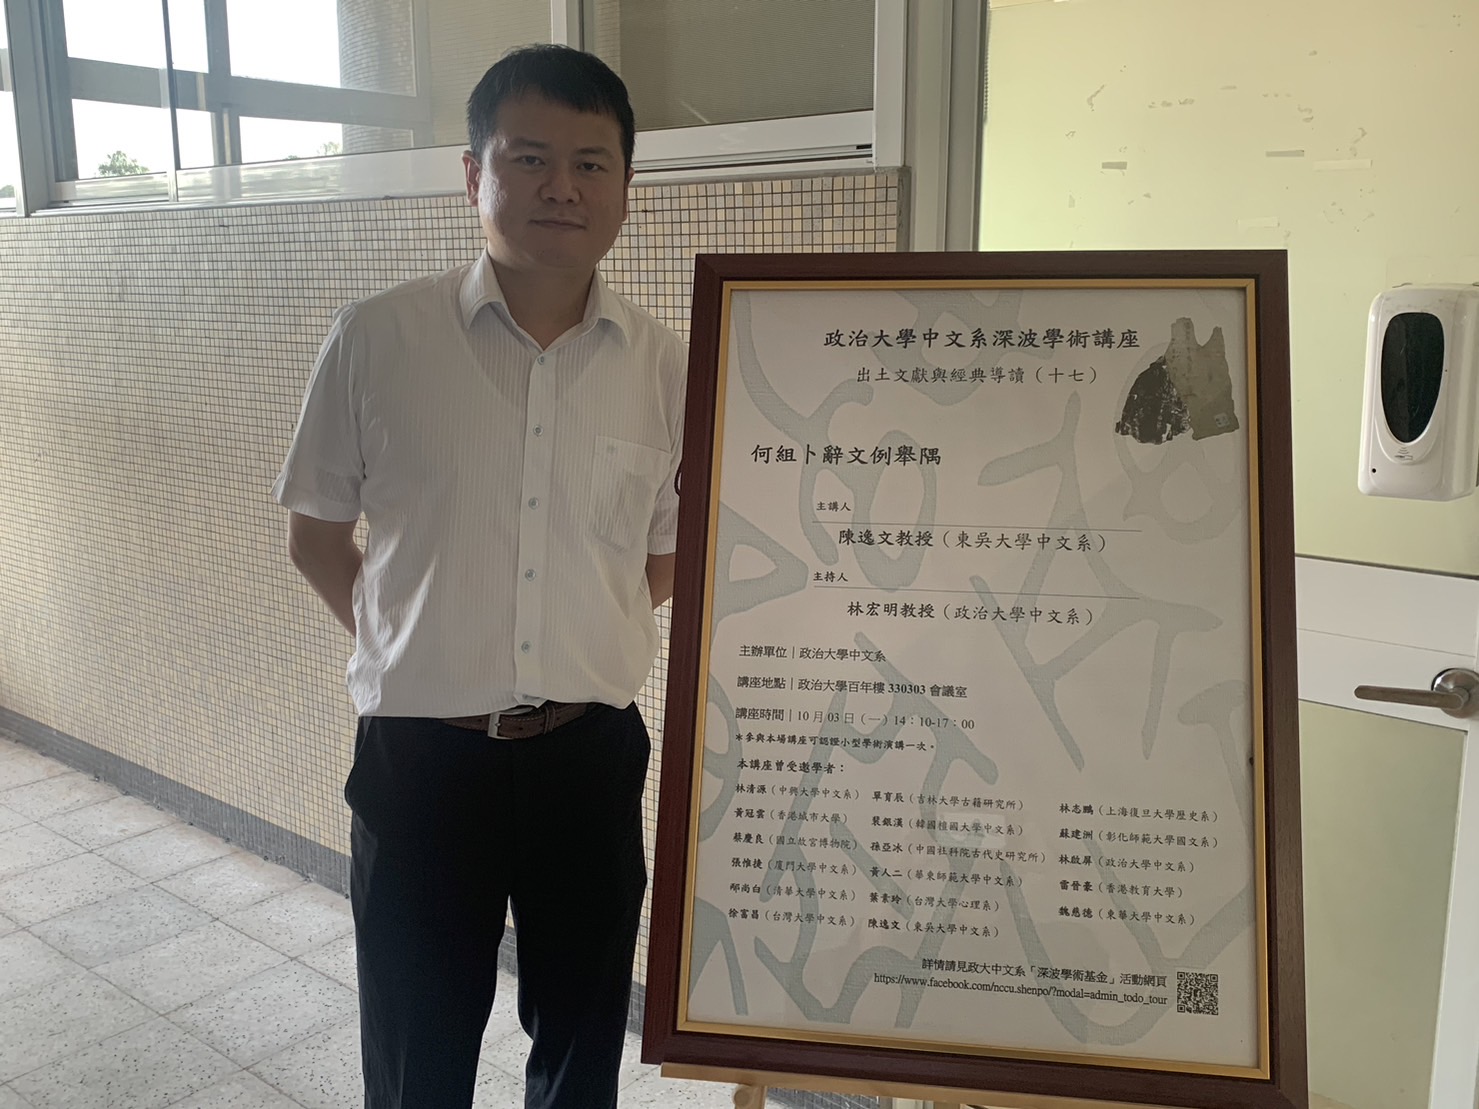 政治大學中文系深波學術講座
出土文獻與經典導讀（十七）
何組卜辭文例舉隅
主講人
陳逸文教授（東吳大學中文系）
主持人
林宏明教授（政治大學中文系）
主辦單位｜政治大學中文系
講座地點｜政治大學百年樓 330303 會議室
講座時間｜10 月 03 日（一）14：10-17：00
＊參與本場講座可認證小型學術演講一次。
本講座曾受邀學者：
林清源（中興大學中文系） 單育辰（吉林大學古籍研究所） 林志鵬（上海復旦大學歷史系）
黃冠雲（香港城市大學） 裴銀漢（韓國檀國大學中文系） 蘇建洲（彰化師範大學國文系）
蔡慶良（國立故宮博物院） 孫亞冰（中國社科院古代史研究所） 林啟屏（政治大學中文系）
張惟捷（廈門大學中文系） 黃人二（華東師範大學中文系） 雷晉豪（香港教育大學）
邴尚白（清華大學中文系） 葉素玲（台灣大學心理系） 魏慈德（東華大學中文系）
徐富昌（台灣大學中文系） 陳逸文（東吳大學中文系）
詳情請見政大中文系「深波學術基金」活動網頁
https://www.facebook.com/nccu.shenpo/?modal=admin_todo_tour